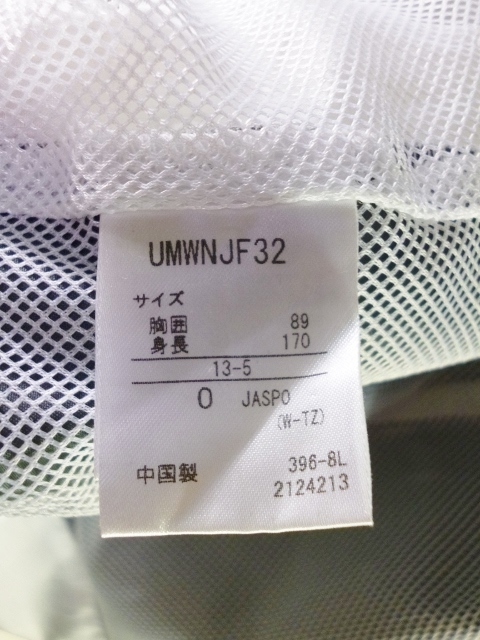 UMWNJF32
サイズ
胸囲 89
身長 170
13-5
O JASPO
(W-TZ)
中国製 396-8L
2124213